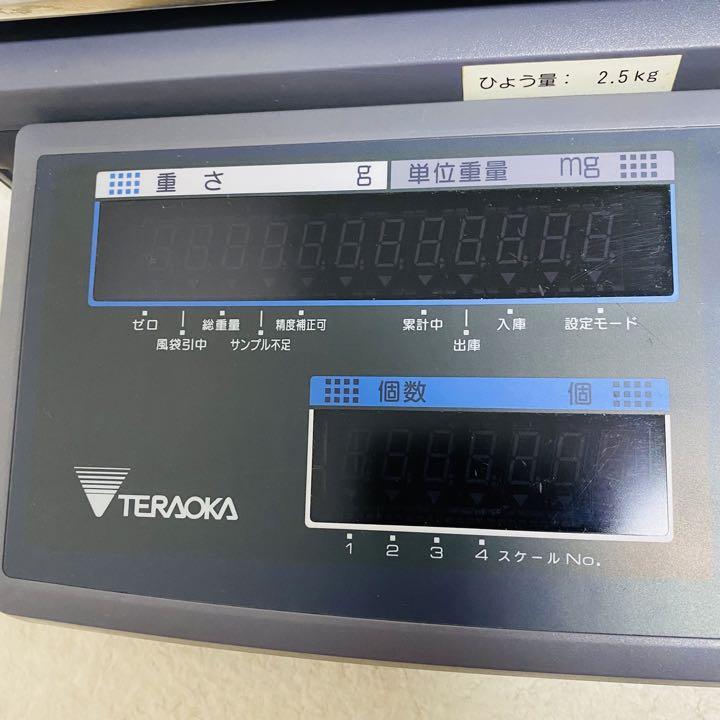 ひょう量： 2.5kg
重さ g 単位重量 mg
ゼロ 総重量 精度補正可 累計中 入庫 設定モード
風袋引中 サンプル不足 出庫
個数 個
TERAOKA
1 2 3 4 スケールNo.